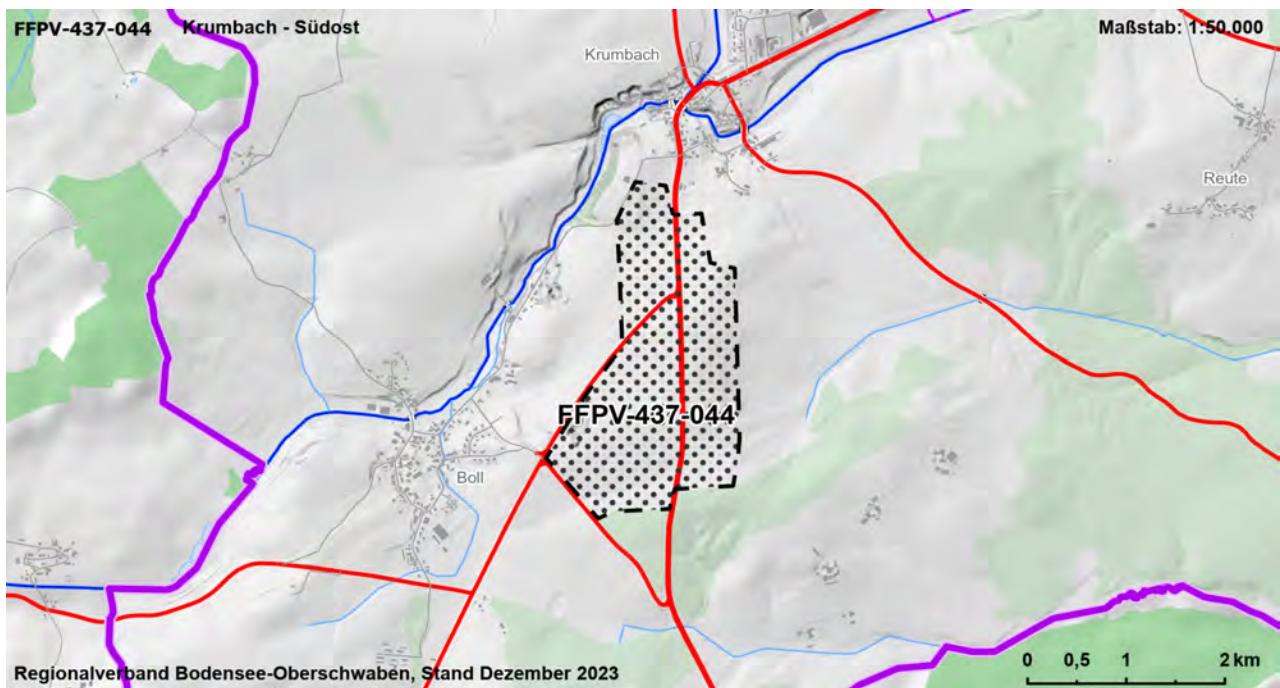 FFPV-437-044 Krumbach - Südost
Maßstab: 1:50.000
Krumbach
Reute
FFPV-437-044
Boll
Regionalverband Bodensee-Oberschwaben, Stand Dezember 2023
0 0,5 1 2 km